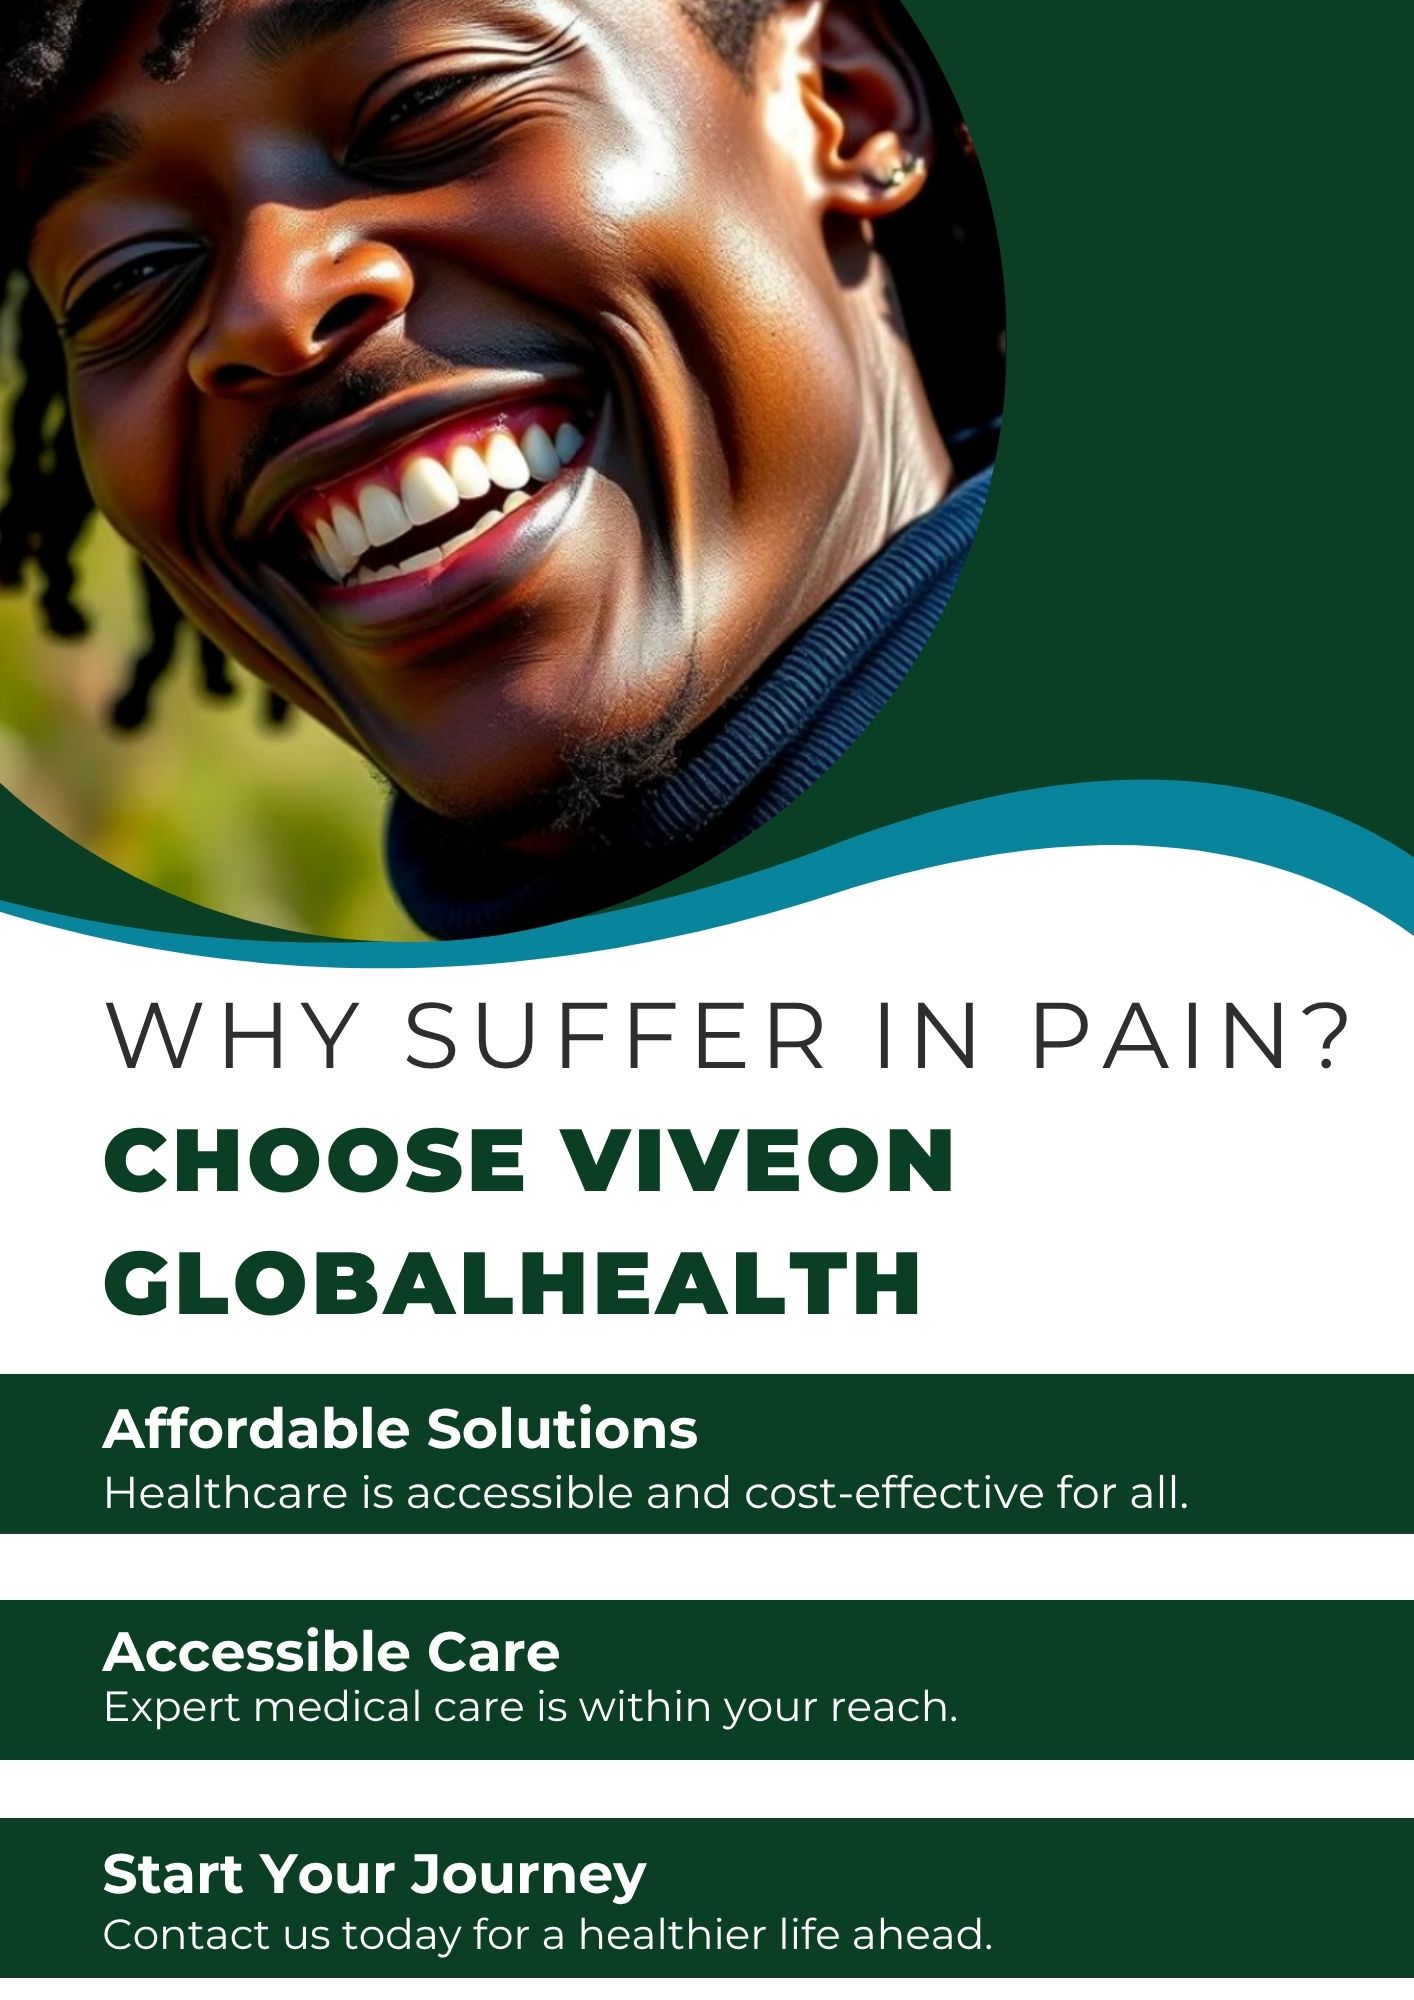 WHY SUFFER IN PAIN?
CHOOSE VIVEON
GLOBALHEALTH
Affordable Solutions
Healthcare is accessible and cost-effective for all.
Accessible Care
Expert medical care is within your reach.
Start Your Journey
Contact us today for a healthier life ahead.